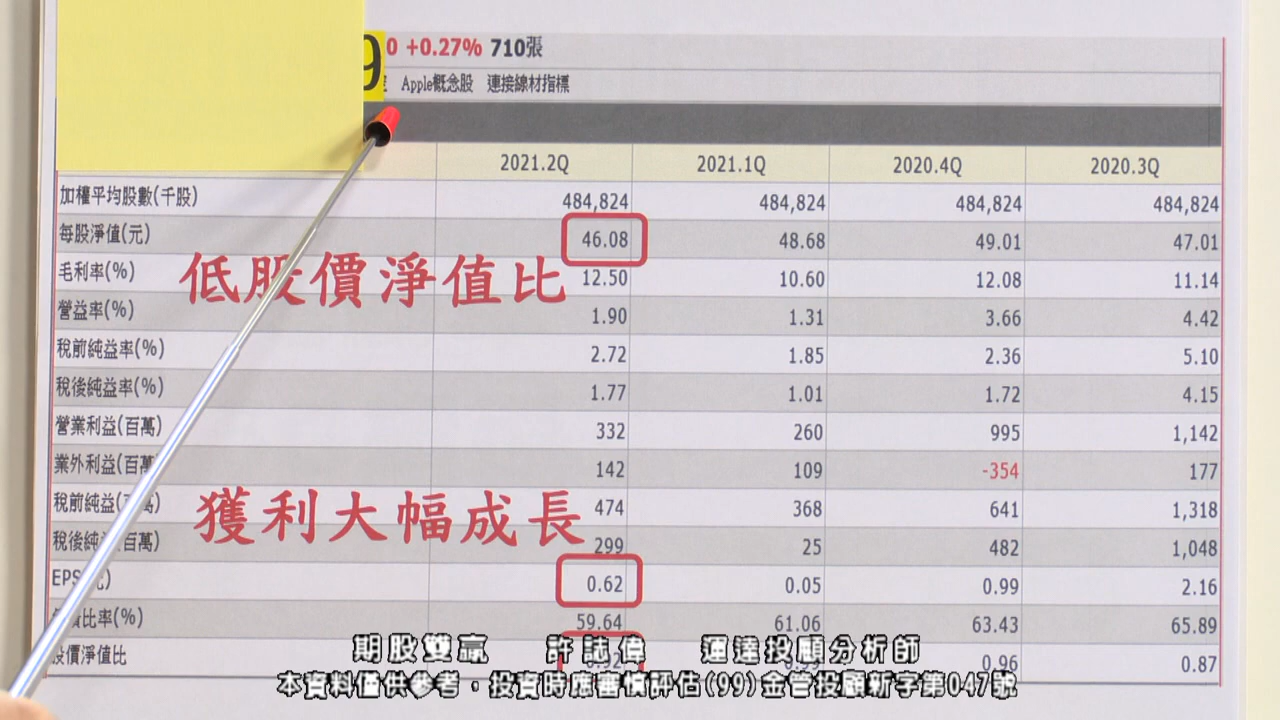 9 0 +0.27% 710張
Apple概念股 連接線材指標
2021.2Q 2021.1Q 2020.4Q 2020.3Q
加權平均股數(千股) 484,824 484,824 484,824 484,824
每股淨值(元) 46.08 48.68 49.01 47.01
低股價淨值比
毛利率(%) 12.50 10.60 12.08 11.14
營益率(%) 1.90 1.31 3.66 4.42
稅前純益率(%) 2.72 1.85 2.36 5.10
稅後純益率(%) 1.77 1.01 1.72 4.15
營業利益(百萬) 332 260 995 1,142
業外利益(百萬 142 109 -354 177
稅前純益( 萬) 474 368 641 1,318
獲利大幅成長
稅後純 百萬) 299 25 482 1,048
EPS 0.62 0.05 0.99 2.16
比率(%) 59.64 61.06 63.43 65.89
股價淨值比 0.96 0.87
期股雙贏 許誌偉 運達投顧分析師
本資料僅供參考，投資時應審慎評估(99)金管投顧新字第047號